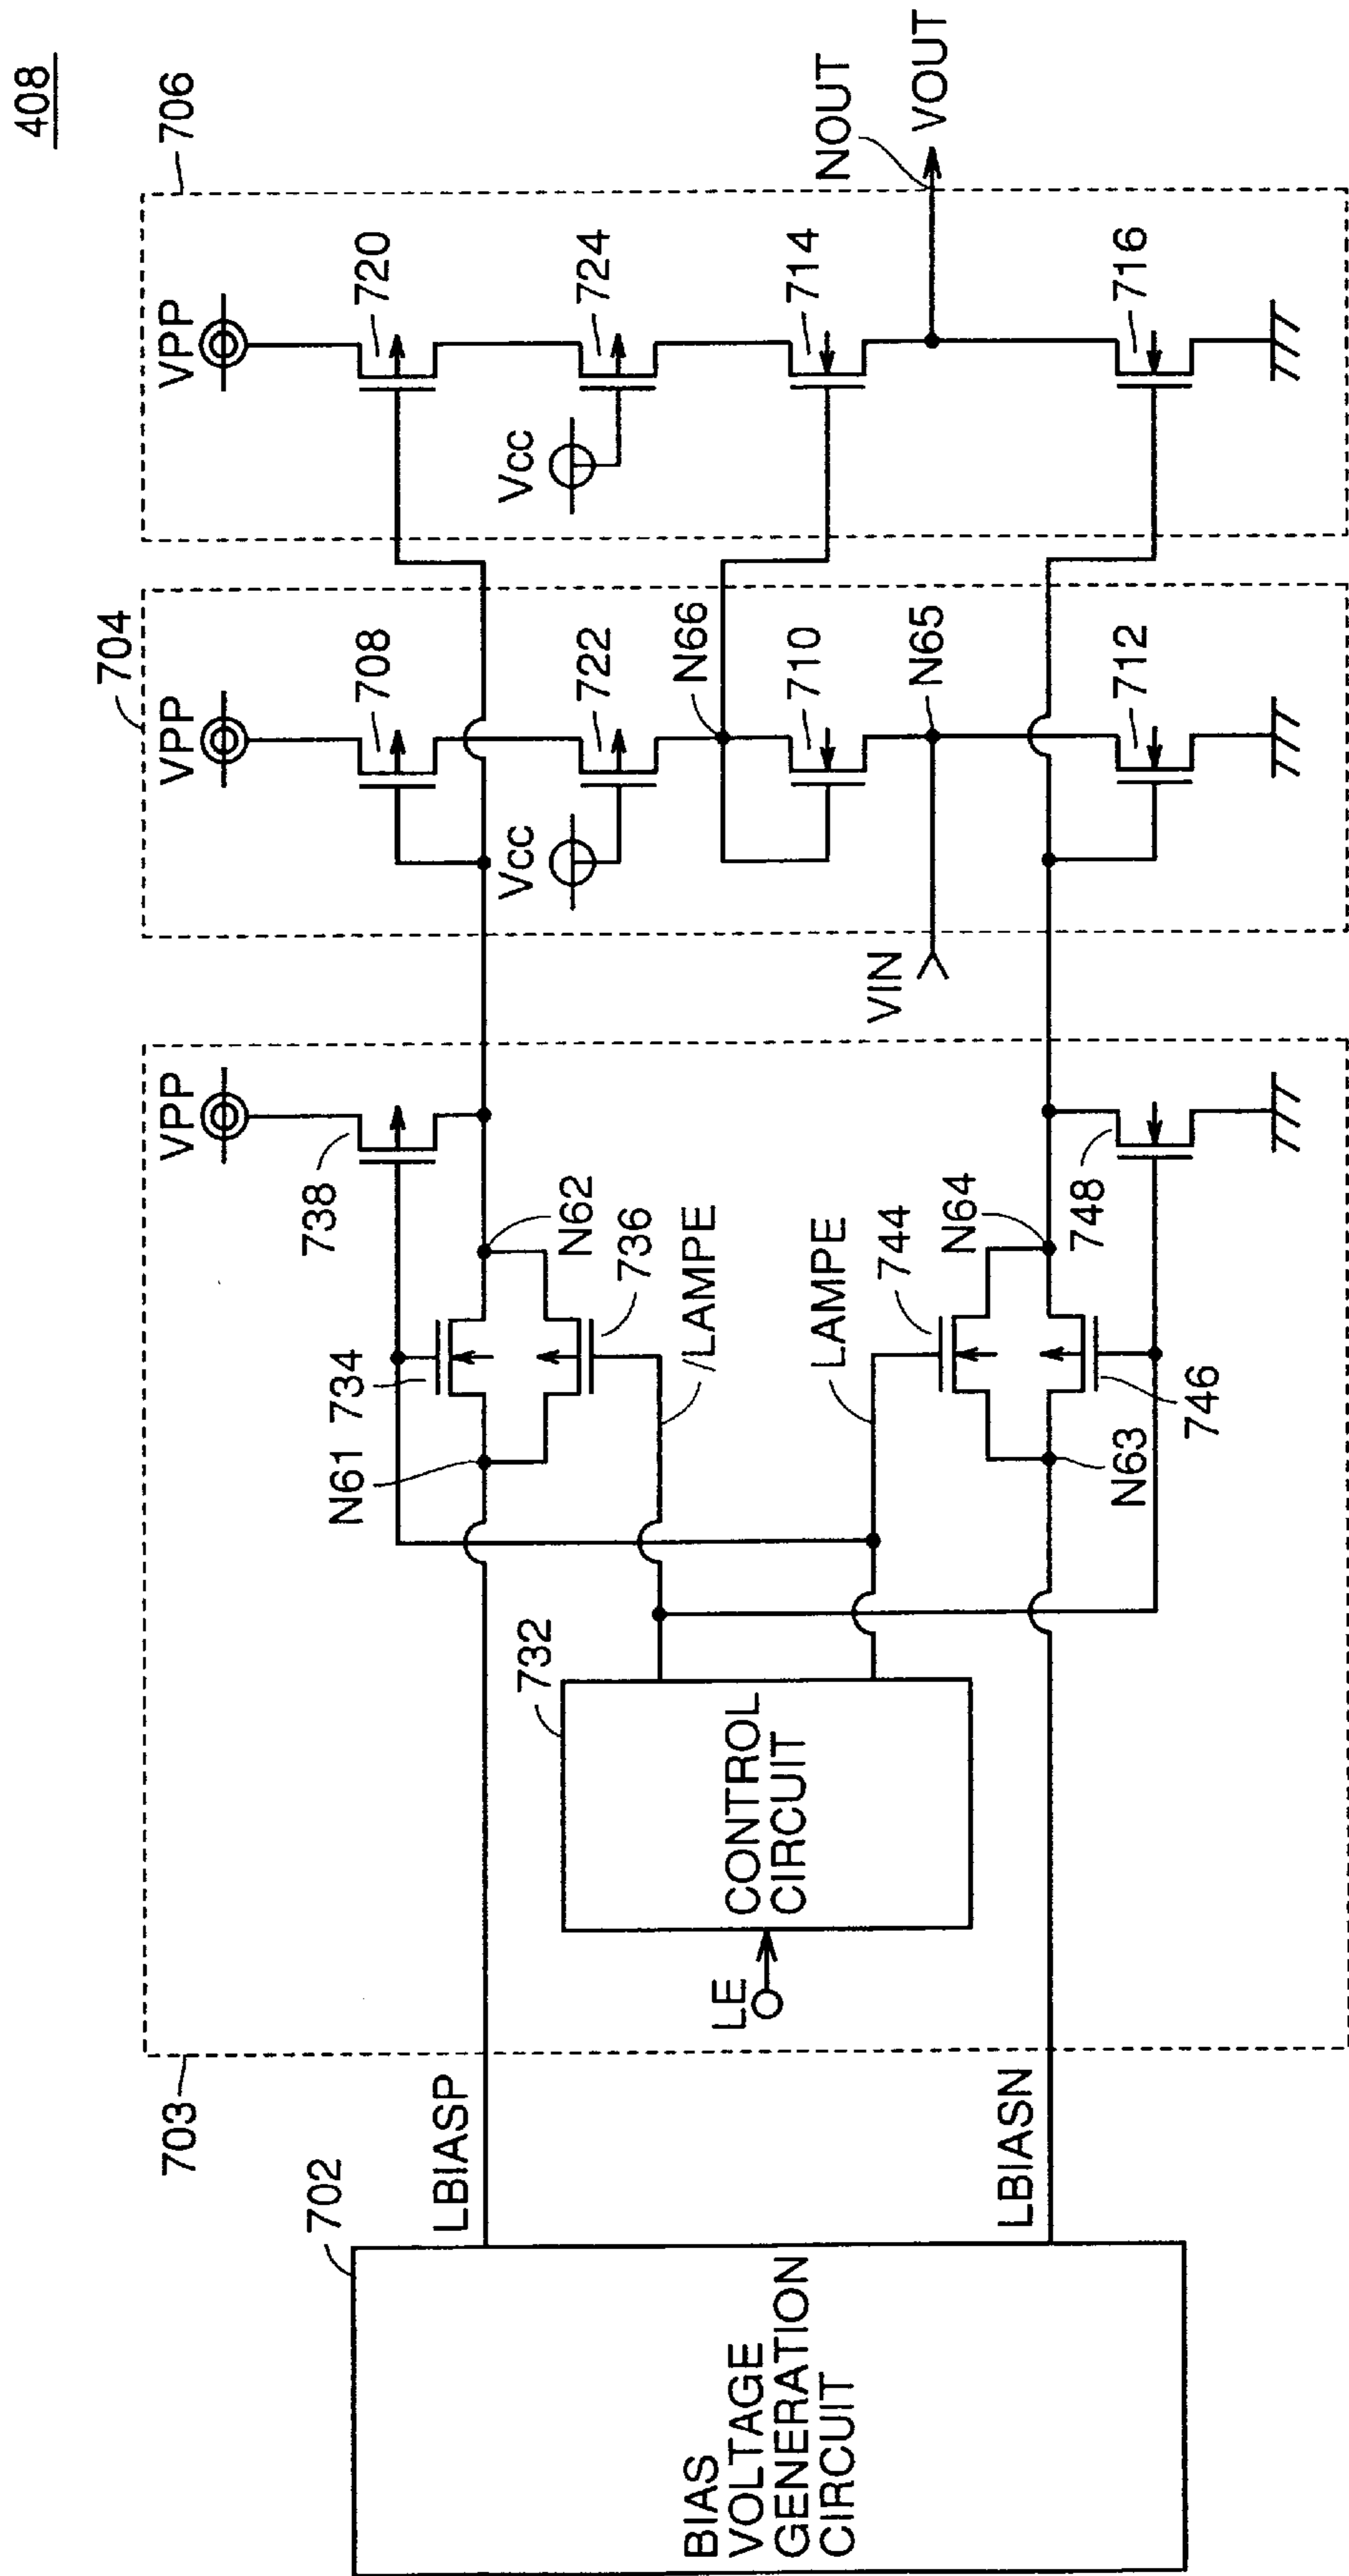 408
706
704
703
702
VPP
VPP
VPP
720
708
738
724
722
Vcc
Vcc
N66
714
710
N65
NOUT
VOUT
VIN
716
712
N61
734
N62
736
/LAMPE
LAMPE
744
N64
748
746
N63
732
CONTROL
CIRCUIT
LE
LBIASP
LBIASN
BIAS
VOLTAGE
GENERATION
CIRCUIT